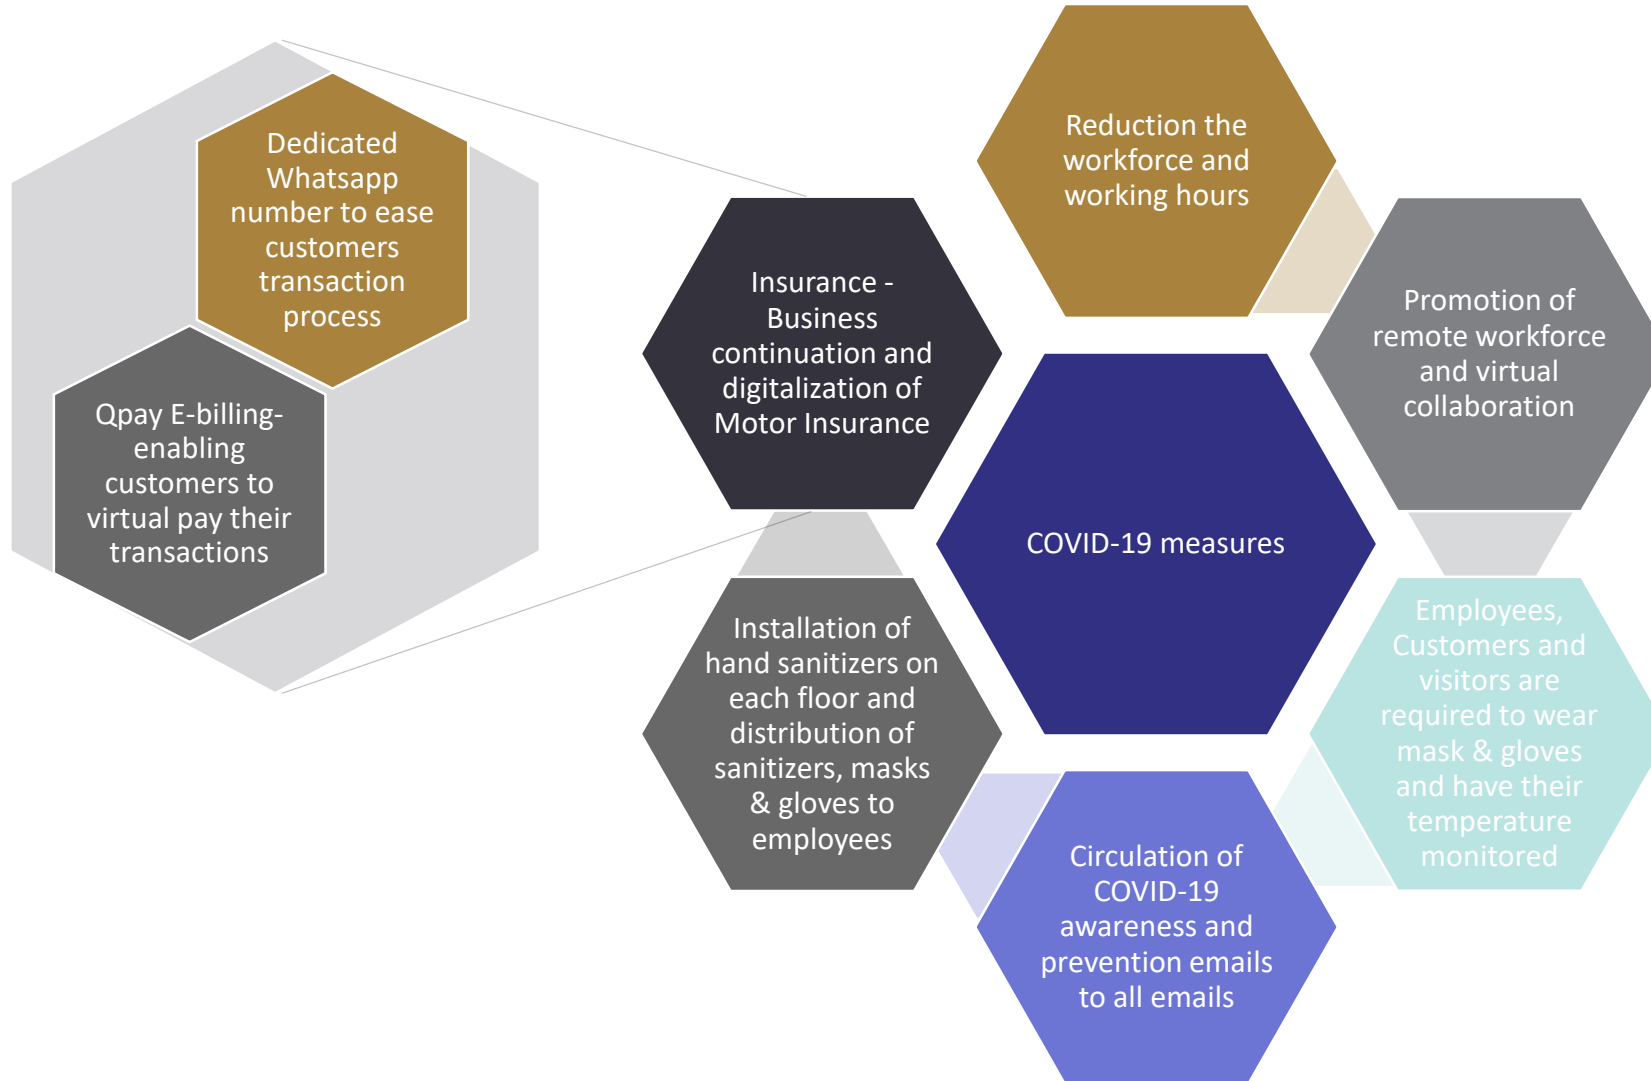 Dedicated
Whatsapp
number to ease
customers
transaction
process
Qpay E-billing-
enabling
customers to
virtual pay their
transactions
Reduction the
workforce and
working hours
Insurance -
Business
continuation and
digitalization of
Motor Insurance
Promotion of
remote workforce
and virtual
collaboration
COVID-19 measures
Installation of
hand sanitizers on
each floor and
distribution of
sanitizers, masks
& gloves to
employees
Employees,
Customers and
visitors are
required to wear
mask & gloves
and have their
temperature
monitored
Circulation of
COVID-19
awareness and
prevention emails
to all emails